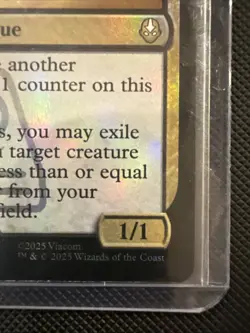 ue
another
1 counter on this
s, you may exile
target creature
ess than or equal
from your
field.
1/1
©2025 Viacom
™ & © 2025 Wizards of the Coast